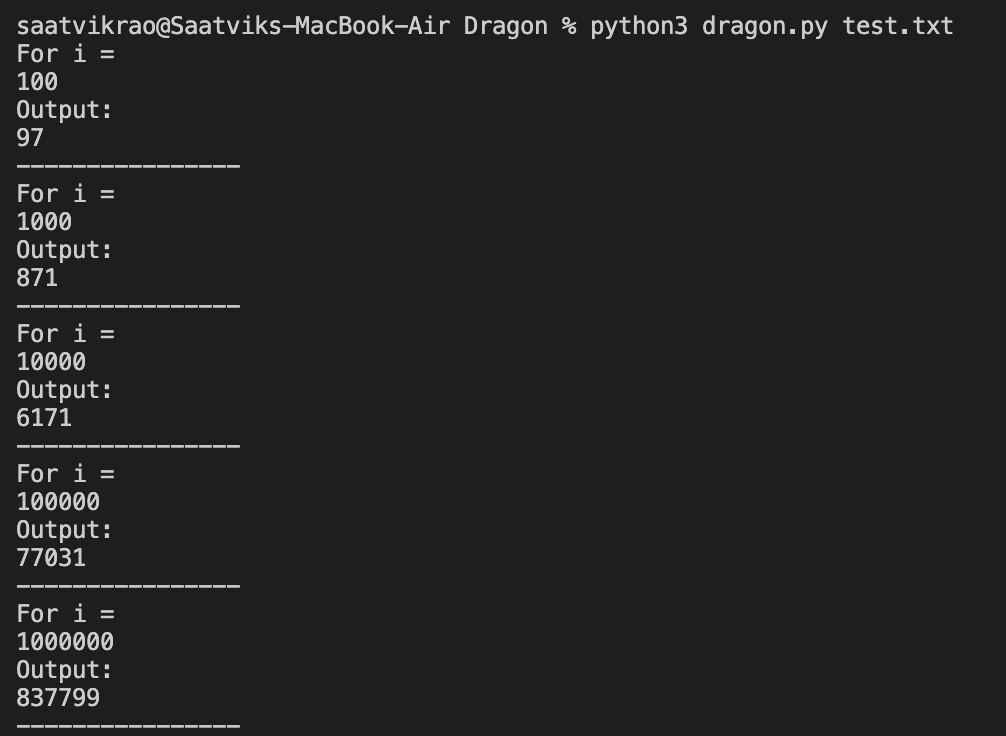 saatvikrao@Saatviks-MacBook-Air Dragon % python3 dragon.py test.txt
For i =
100
Output:
97
----------------
For i =
1000
Output:
871
----------------
For i =
10000
Output:
6171
----------------
For i =
100000
Output:
77031
----------------
For i =
1000000
Output:
837799
----------------